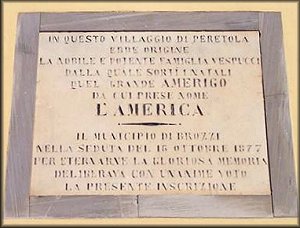 IN QUESTO VILLAGGIO DI PERETOLA
EBBE ORIGINE
LA NOBILE E POTENTE FAMIGLIA VESPUCCI
DALLA QUALE SORTÌ I NATALI
QUEL GRANDE AMERIGO
DA CUI PRESE NOME
L'AMERICA
IL MUNICIPIO DI BROZZI
NELLA SEDUTA DEL 15 OTTOBRE 1877
PER ETERNARVE LA GLORIOSA MEMORIA
DELIBERAVA CON UNANIME VOTO
LA PRESENTE INSCRIZIONE